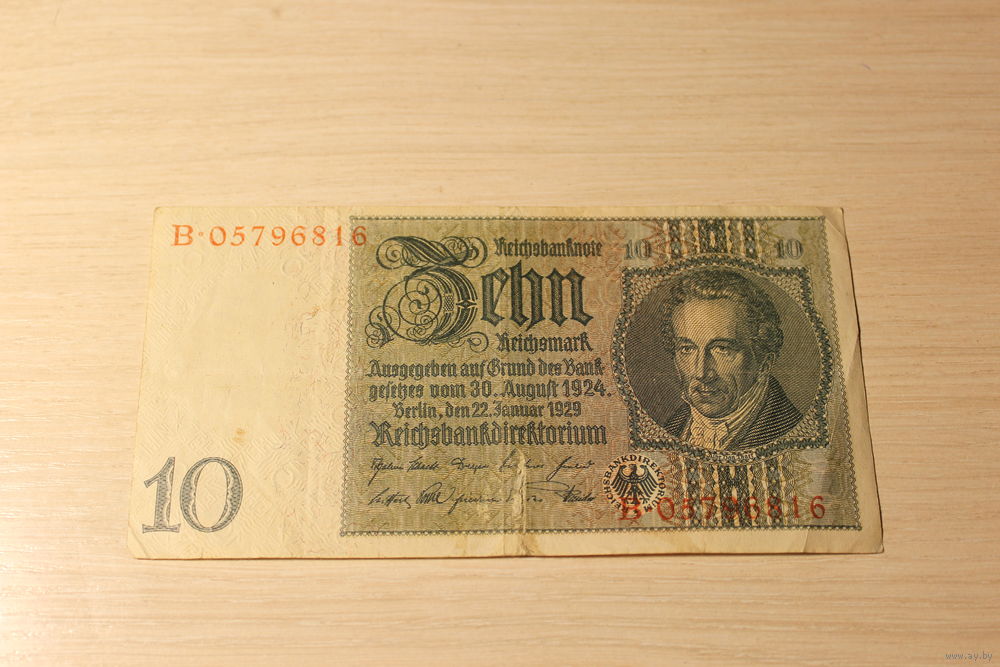 B·05796816
Reichsbanknote
10
10
Zehn
Reichsmark
Ausgegeben auf Grund des Bank
gesetzes vom 30. August 1924.
Berlin, den 22. Januar 1929
Reichsbankdirektorium
REICHSBANKDIREKTORIUM
10
B·05796816
www.ay.by